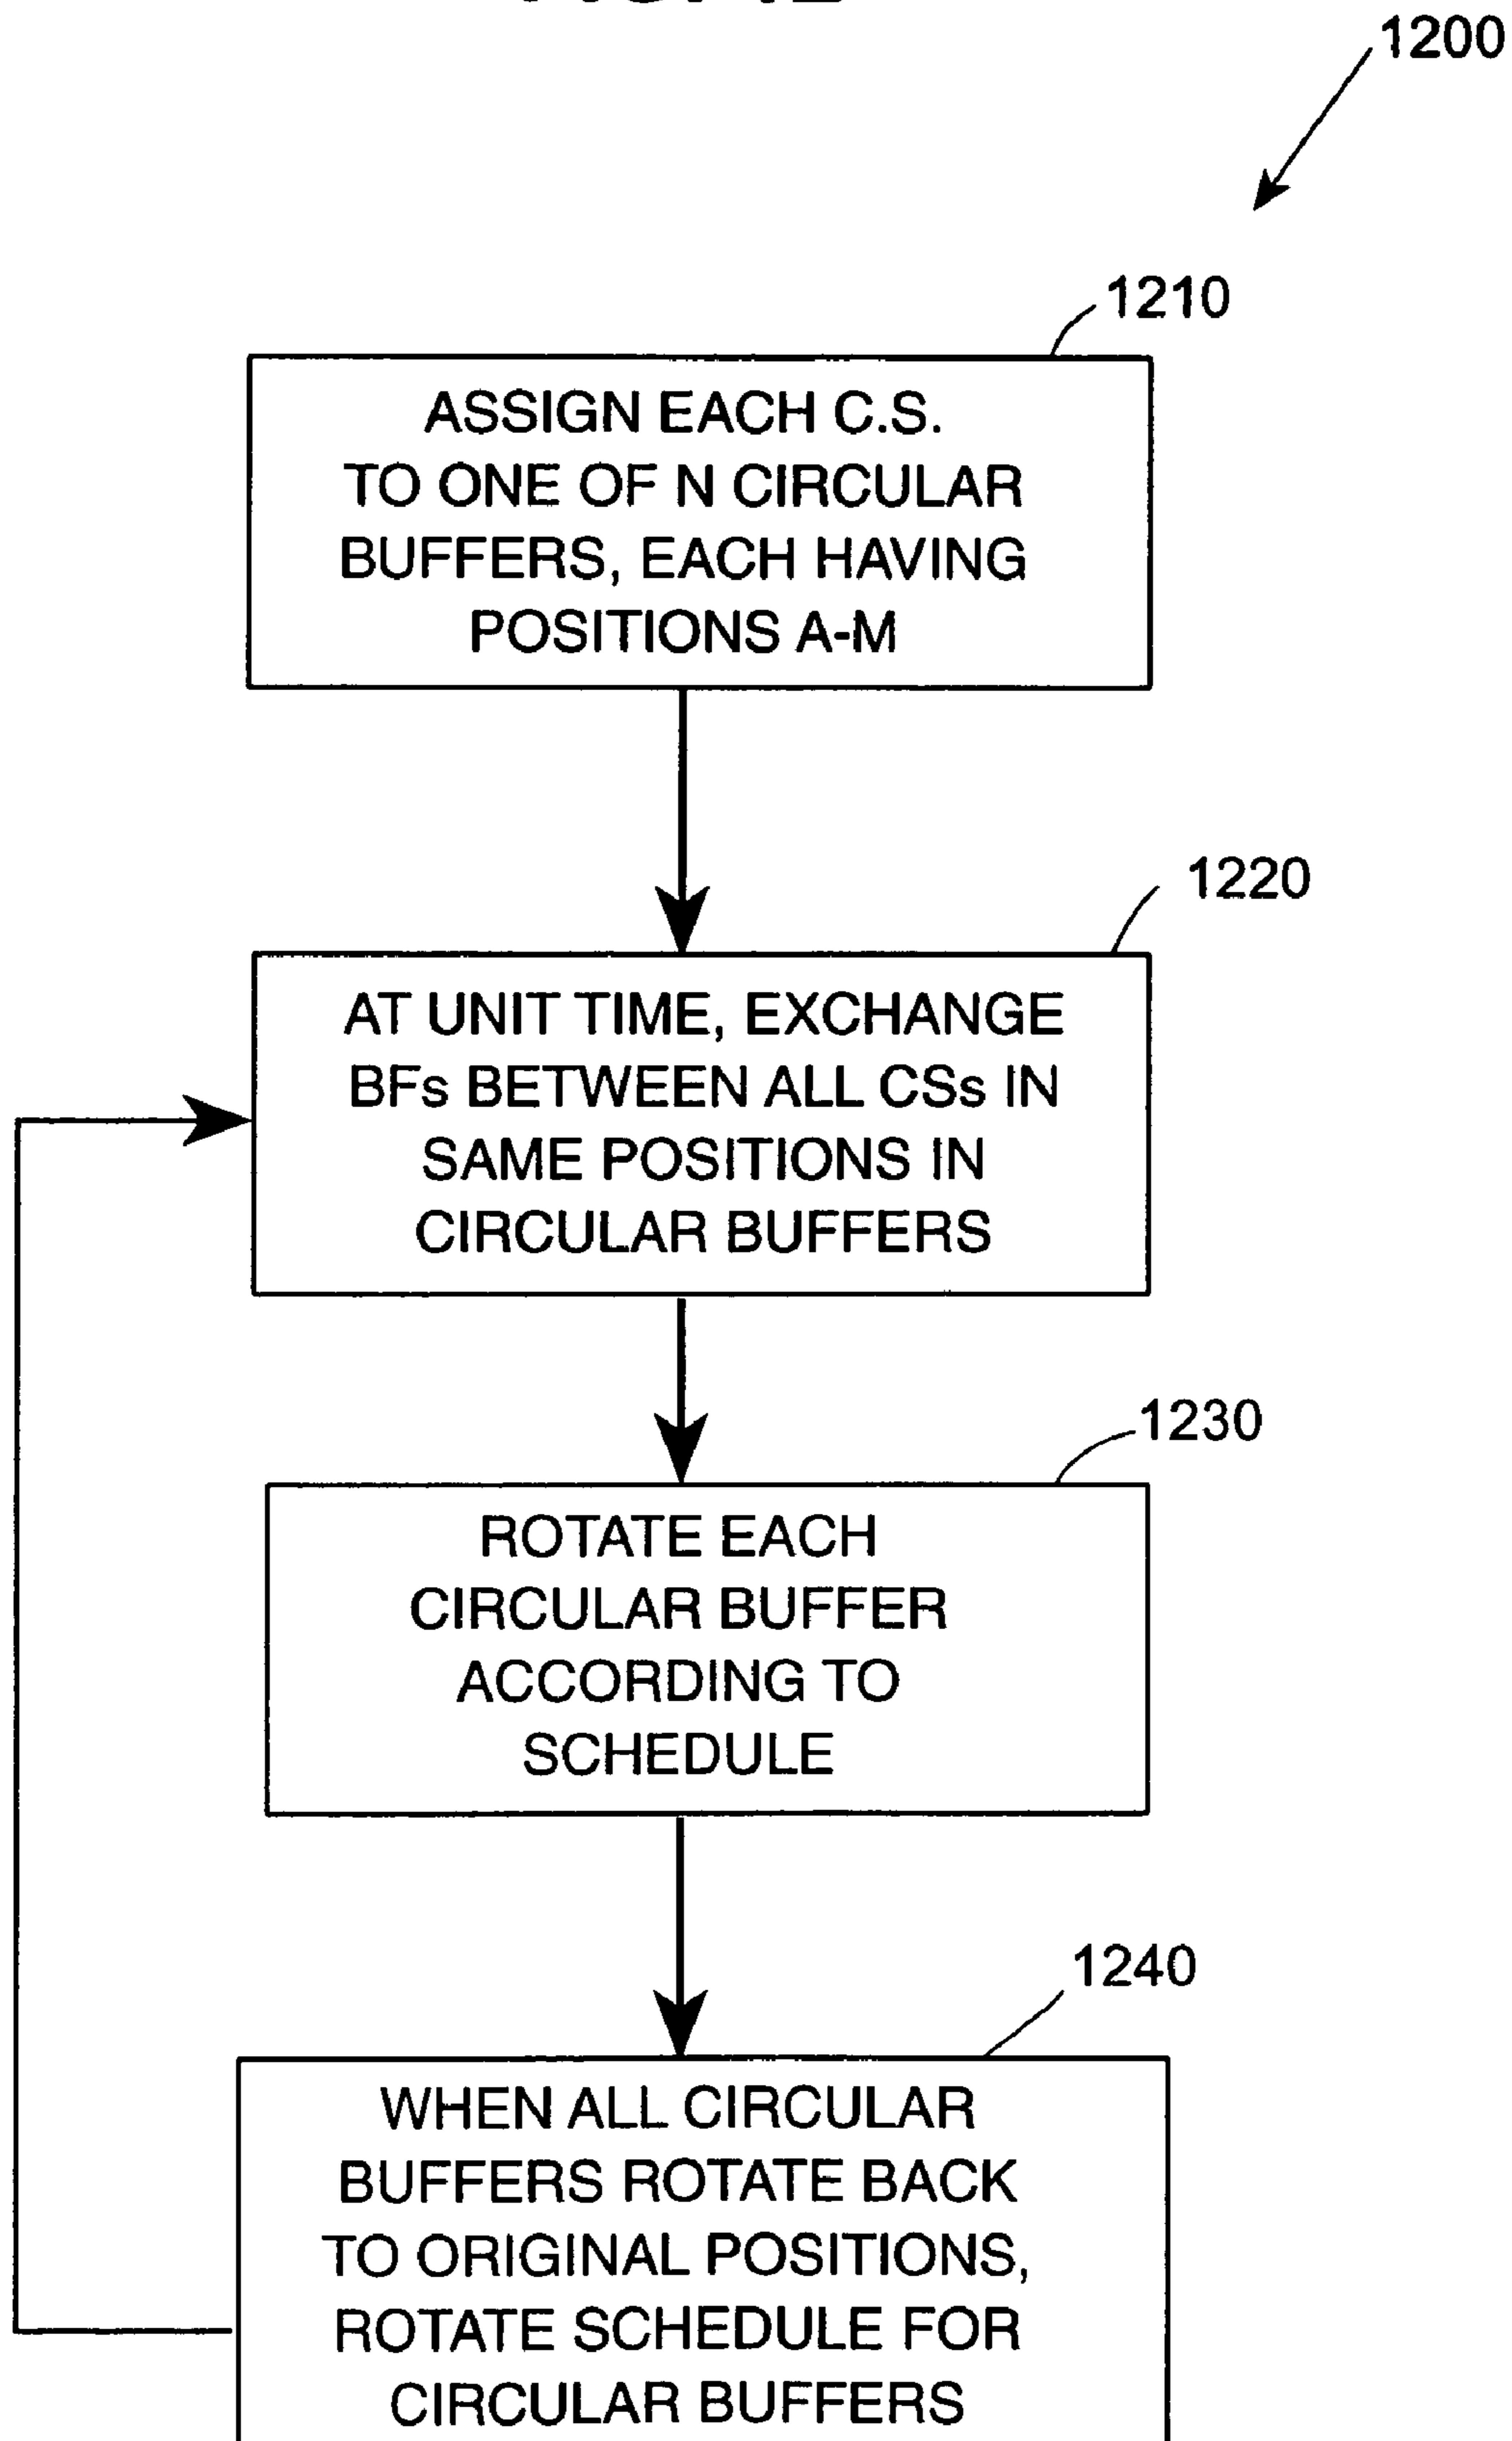 1200
1210
ASSIGN EACH C.S.
TO ONE OF N CIRCULAR
BUFFERS, EACH HAVING
POSITIONS A-M
1220
AT UNIT TIME, EXCHANGE
BFs BETWEEN ALL CSs IN
SAME POSITIONS IN
CIRCULAR BUFFERS
1230
ROTATE EACH
CIRCULAR BUFFER
ACCORDING TO
SCHEDULE
1240
WHEN ALL CIRCULAR
BUFFERS ROTATE BACK
TO ORIGINAL POSITIONS,
ROTATE SCHEDULE FOR
CIRCULAR BUFFERS